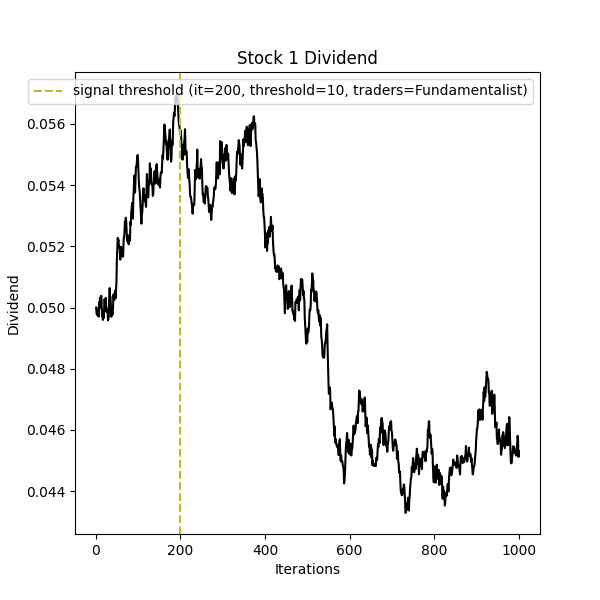 Stock 1 Dividend
signal threshold (it=200, threshold=10, traders=Fundamentalist)
0.056
0.054
0.052
0.050
0.048
0.046
0.044
Dividend
0 200 400 600 800 1000
Iterations